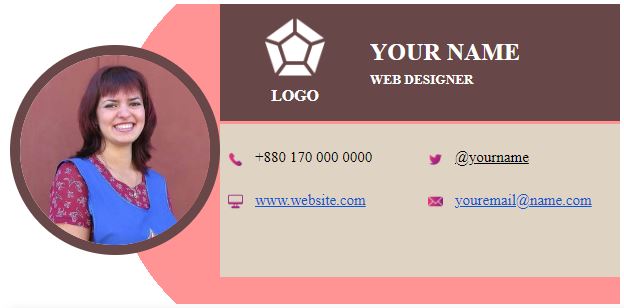 YOUR NAME
WEB DESIGNER
LOGO
+880 170 000 0000
@yourname
www.website.com
youremail@name.com